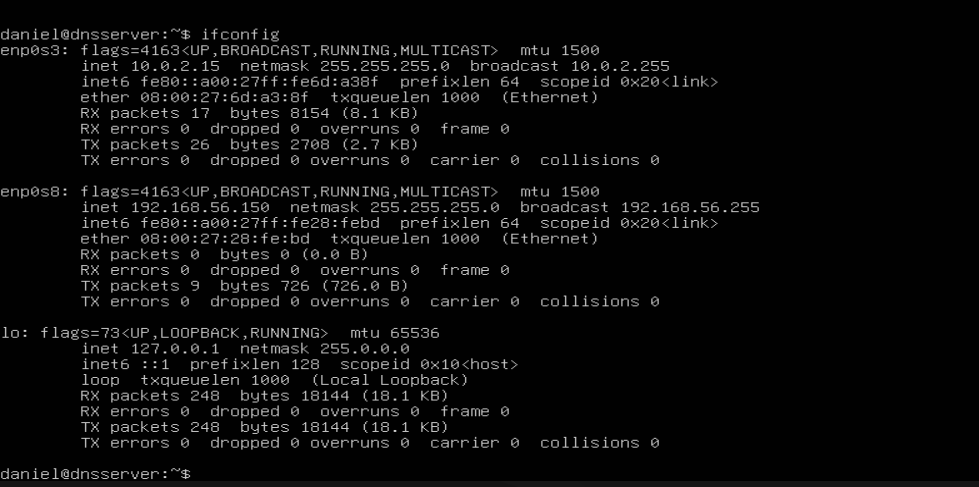 daniel@dnsserver:~$ ifconfig
enp0s3: flags=4163<UP,BROADCAST,RUNNING,MULTICAST>  mtu 1500
        inet 10.0.2.15  netmask 255.255.255.0  broadcast 10.0.2.255
        inet6 fe80::a00:27ff:fe6d:a38f  prefixlen 64  scopeid 0x20<link>
        ether 08:00:27:6d:a3:8f  txqueuelen 1000  (Ethernet)
        RX packets 17  bytes 8154 (8.1 KB)
        RX errors 0  dropped 0  overruns 0  frame 0
        TX packets 26  bytes 2708 (2.7 KB)
        TX errors 0  dropped 0 overruns 0  carrier 0  collisions 0

enp0s8: flags=4163<UP,BROADCAST,RUNNING,MULTICAST>  mtu 1500
        inet 192.168.56.150  netmask 255.255.255.0  broadcast 192.168.56.255
        inet6 fe80::a00:27ff:fe28:febd  prefixlen 64  scopeid 0x20<link>
        ether 08:00:27:28:fe:bd  txqueuelen 1000  (Ethernet)
        RX packets 0  bytes 0 (0.0 B)
        RX errors 0  dropped 0  overruns 0  frame 0
        TX packets 9  bytes 726 (726.0 B)
        TX errors 0  dropped 0 overruns 0  carrier 0  collisions 0

lo: flags=73<UP,LOOPBACK,RUNNING>  mtu 65536
        inet 127.0.0.1  netmask 255.0.0.0
        inet6 ::1  prefixlen 128  scopeid 0x10<host>
        loop  txqueuelen 1000  (Local Loopback)
        RX packets 248  bytes 18144 (18.1 KB)
        RX errors 0  dropped 0  overruns 0  frame 0
        TX packets 248  bytes 18144 (18.1 KB)
        TX errors 0  dropped 0 overruns 0  carrier 0  collisions 0

daniel@dnsserver:~$